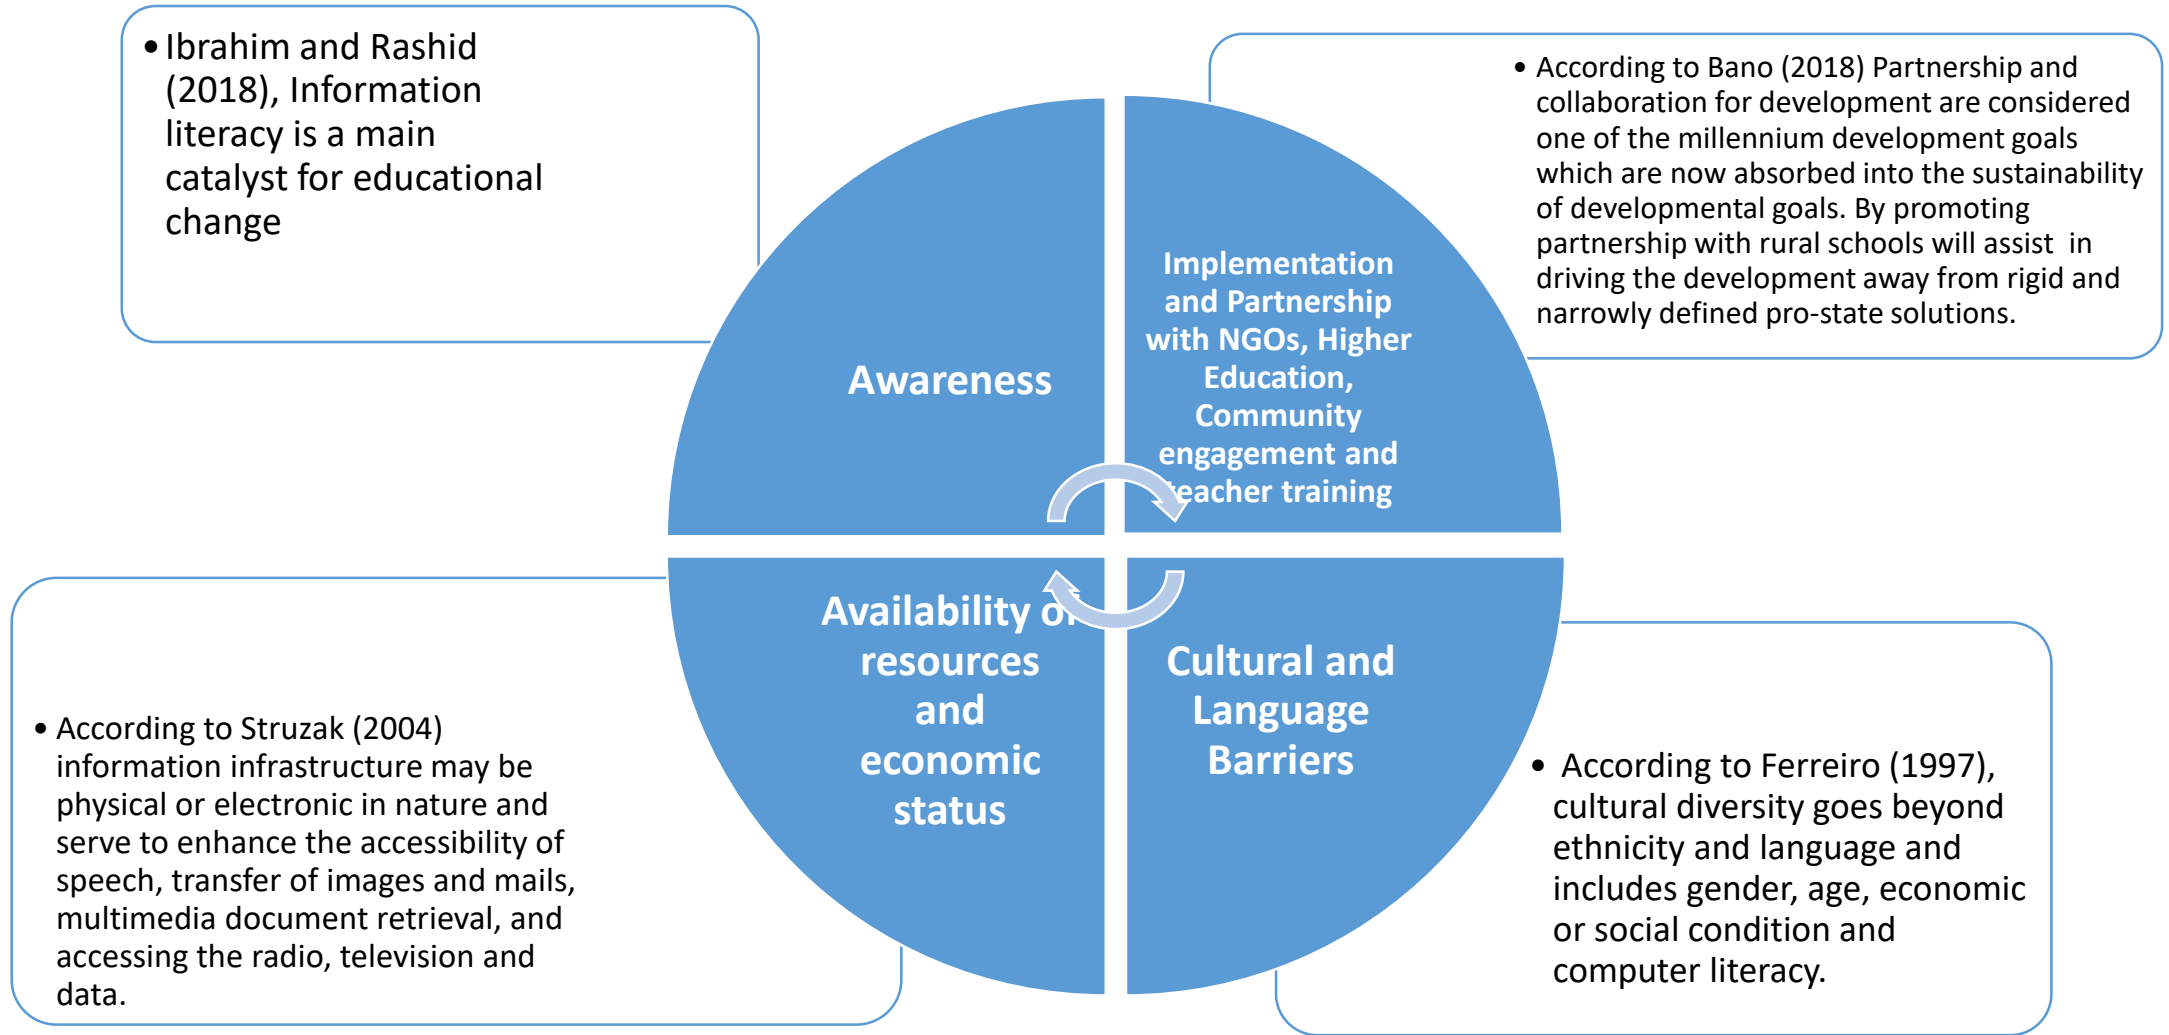 • Ibrahim and Rashid
(2018), Information
literacy is a main
catalyst for educational
change
• According to Bano (2018) Partnership and
collaboration for development are considered
one of the millennium development goals
which are now absorbed into the sustainability
of developmental goals. By promoting
partnership with rural schools will assist  in
driving the development away from rigid and
narrowly defined pro-state solutions.
Awareness
Implementation
and Partnership
with NGOs, Higher
Education,
Community
engagement and
teacher training
Availability of
resources
and
economic
status
Cultural and
Language
Barriers
• According to Struzak (2004)
information infrastructure may be
physical or electronic in nature and
serve to enhance the accessibility of
speech, transfer of images and mails,
multimedia document retrieval, and
accessing the radio, television and
data.
• According to Ferreiro (1997),
cultural diversity goes beyond
ethnicity and language and
includes gender, age, economic
or social condition and
computer literacy.